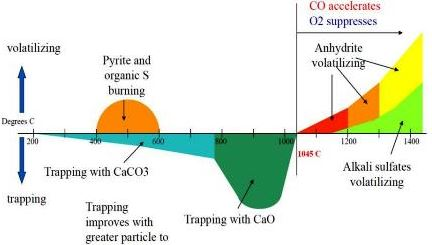 CO accelerates
O2 suppresses
volatilizing
Pyrite and
organic S
burning
Anhydrite
volatilizing
Degrees C
200
400
600
800
1000
1200
1400
1045 C
Trapping with CaCO3
Alkali sulfates
volatilizing
trapping
Trapping
improves with
greater particle to
Trapping with CaO